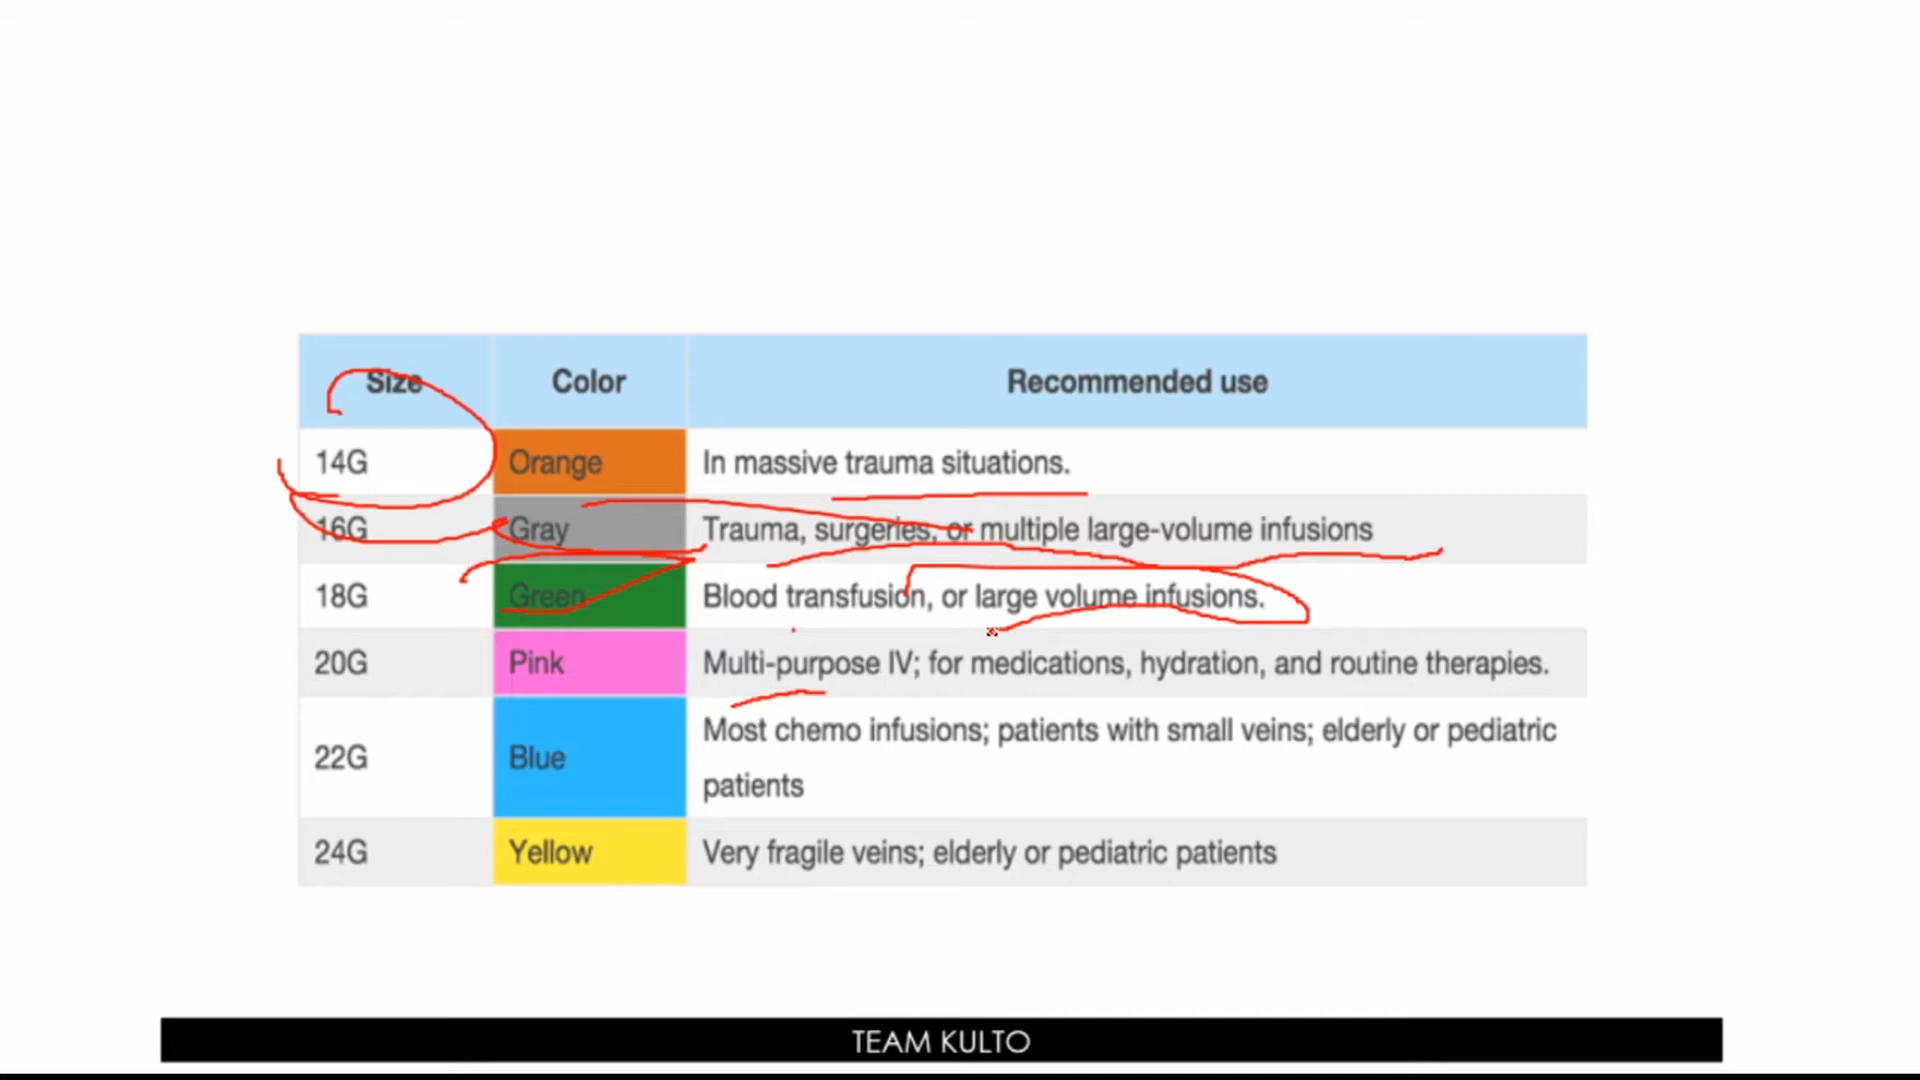 Size Color Recommended use
14G Orange In massive trauma situations.
16G Gray Trauma, surgeries, or multiple large-volume infusions
18G Green Blood transfusion, or large volume infusions.
20G Pink Multi-purpose IV; for medications, hydration, and routine therapies.
22G Blue Most chemo infusions; patients with small veins; elderly or pediatric
patients
24G Yellow Very fragile veins; elderly or pediatric patients
TEAM KULTO